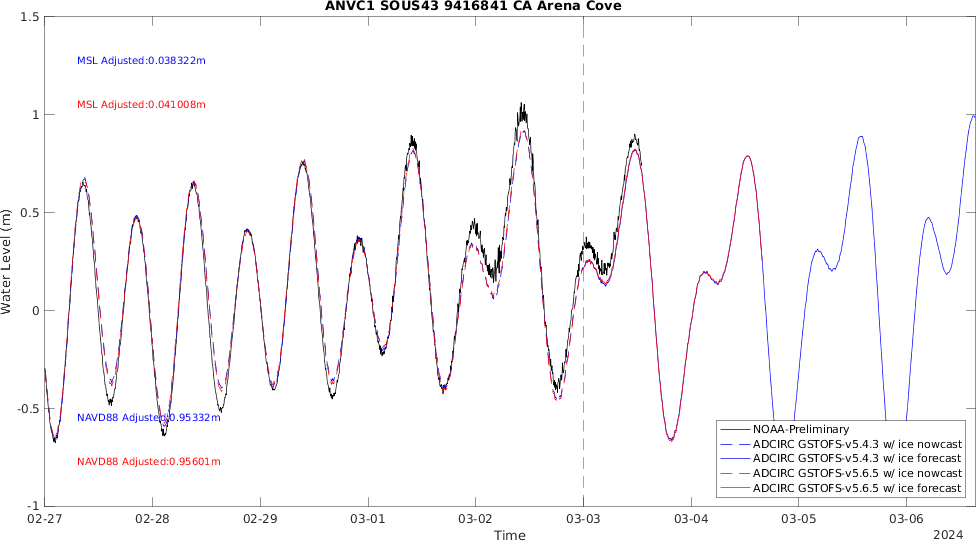 ANVC1 SOUS43 9416841 CA Arena Cove
1.5
1
0.5
0
-0.5
-1
Water Level (m)
MSL Adjusted:0.038322m
MSL Adjusted:0.041008m
NAVD88 Adjusted:0.95332m
NAVD88 Adjusted:0.95601m
NOAA-Preliminary
ADCIRC GSTOFS-v5.4.3 w/ ice nowcast
ADCIRC GSTOFS-v5.4.3 w/ ice forecast
ADCIRC GSTOFS-v5.6.5 w/ ice nowcast
ADCIRC GSTOFS-v5.6.5 w/ ice forecast
02-27 02-28 02-29 03-01 03-02 03-03 03-04 03-05 03-06
Time
2024